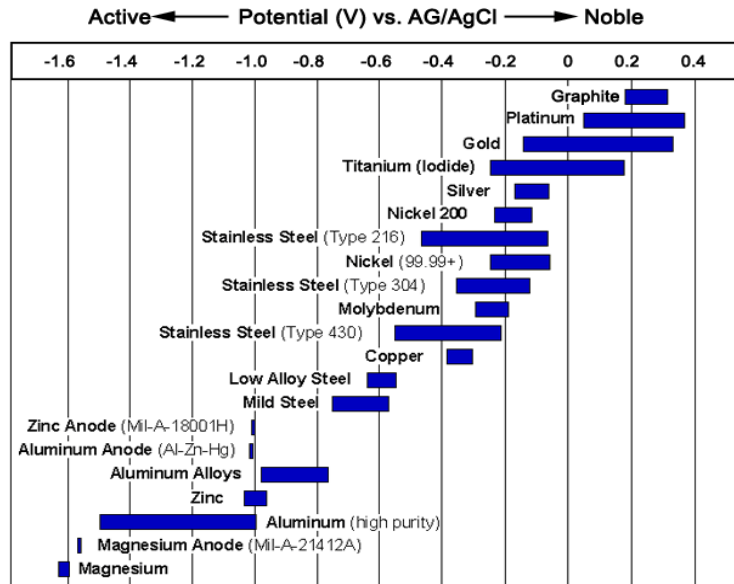 Active Potential (V) vs. AG/AgCl Noble
-1.6 -1.4 -1.2 -1.0 -0.8 -0.6 -0.4 -0.2 0 0.2 0.4
Graphite
Platinum
Gold
Titanium (Iodide)
Silver
Nickel 200
Stainless Steel (Type 216)
Nickel (99.99+)
Stainless Steel (Type 304)
Molybdenum
Stainless Steel (Type 430)
Copper
Low Alloy Steel
Mild Steel
Zinc Anode (Mil-A-18001H)
Aluminum Anode (Al-Zn-Hg)
Aluminum Alloys
Zinc
Aluminum (high purity)
Magnesium Anode (Mil-A-21412A)
Magnesium